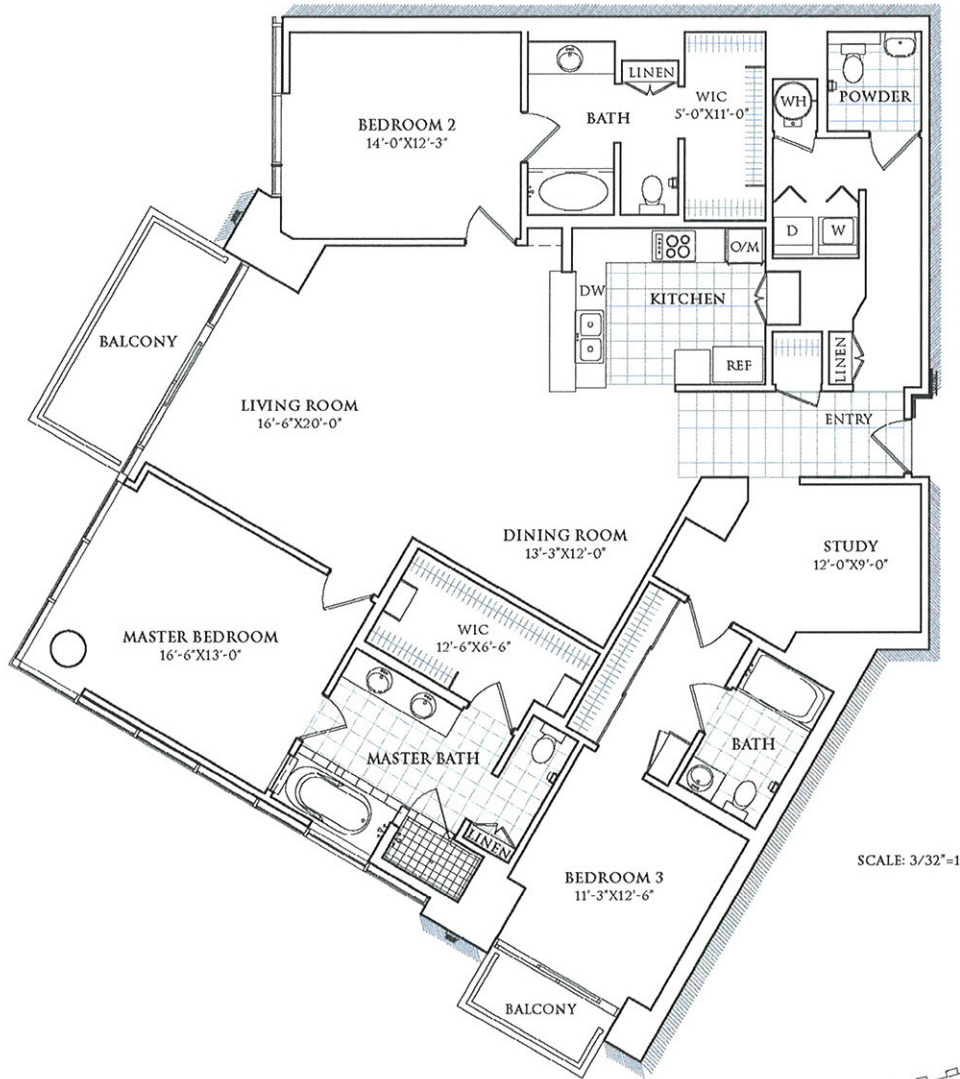 LINEN
WIC
5'-0"X11'-0"
WH
POWDER
BEDROOM 2
14'-0"X12'-3"
BATH
D
W
O/M
DW
KITCHEN
BALCONY
REF
LINEN
LIVING ROOM
16'-6"X20'-0"
ENTRY
DINING ROOM
13'-3"X12'-0"
STUDY
12'-0"X9'-0"
MASTER BEDROOM
16'-6"X13'-0"
WIC
12'-6"X6'-6"
MASTER BATH
BATH
LINEN
SCALE: 3/32"=1
BEDROOM 3
11'-3"X12'-6"
BALCONY